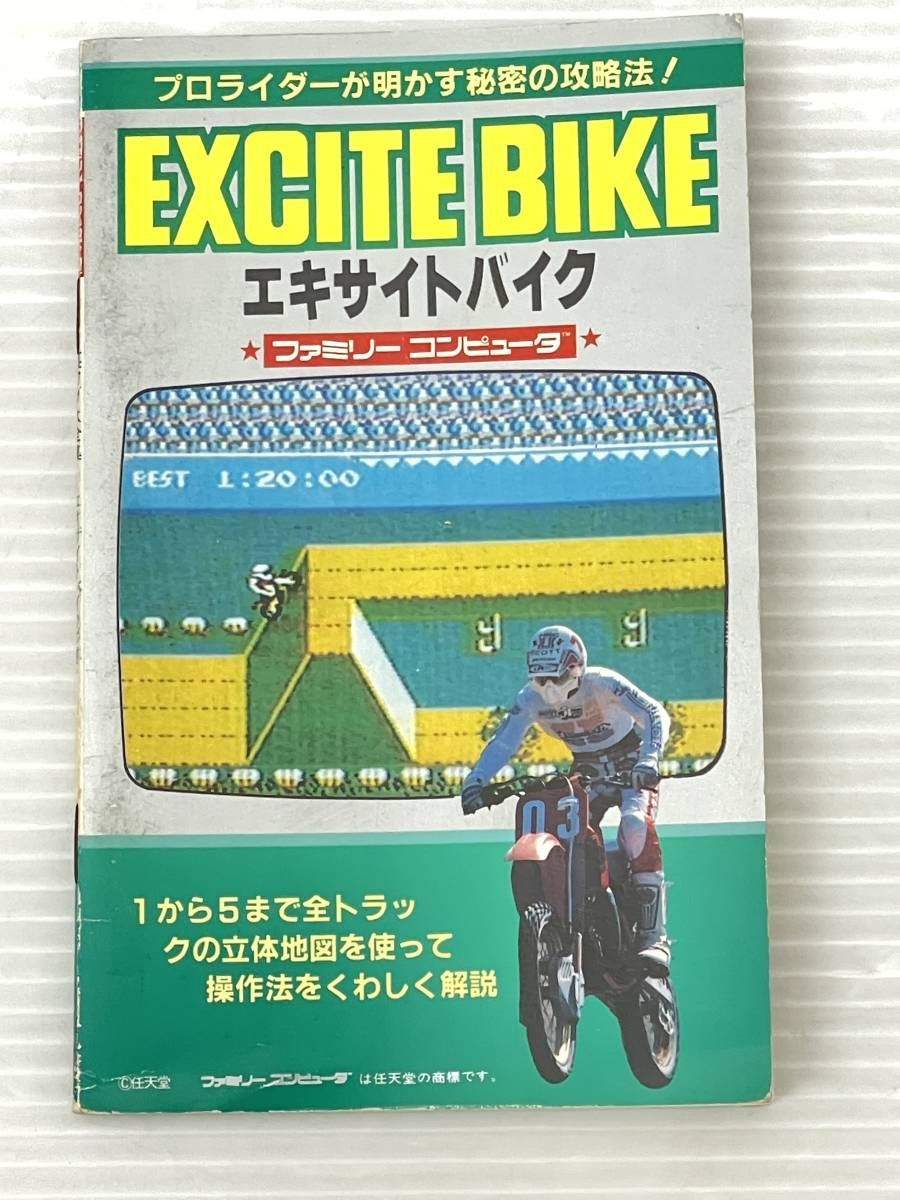 プロライダーが明かす秘密の攻略法!
EXCITE BIKE
エキサイトバイク
★ファミリー コンピュータ™★
BEST 1:20:00
SCOTT
03
1から5まで全トラッ
クの立体地図を使って
操作法をくわしく解説
©任天堂 ファミリーコンピュータ は任天堂の商標です。